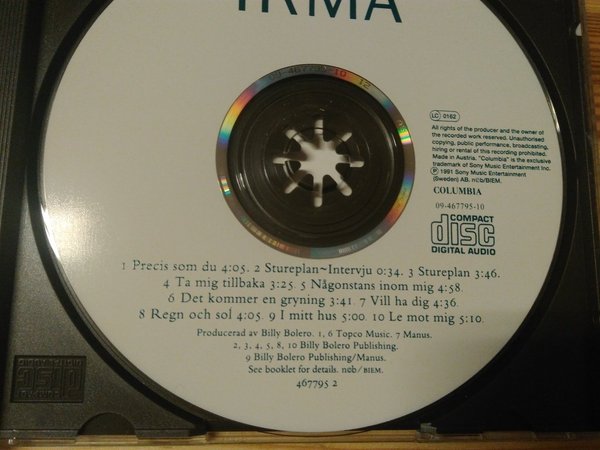 IRMA
09-467795-10 12
LC 0162
All rights of the producer and the owner of
the recorded work reserved. Unauthorised
copying, public performance, broadcasting,
hiring or rental of this recording prohibited.
Made in Austria. "Columbia" is the exclusive
trademark of Sony Music Entertainment Inc.
℗ 1991 Sony Music Entertainment
(Sweden) AB. n©b/BIEM.
COLUMBIA
09-467795-10
COMPACT
disc
DIGITAL AUDIO
1 Precis som du 4:05. 2 Stureplan~Intervju 0:34. 3 Stureplan 3:46.
4 Ta mig tillbaka 3:25. 5 Någonstans inom mig 4:58.
6 Det kommer en gryning 3:41. 7 Vill ha dig 4:36.
8 Regn och sol 4:05. 9 I mitt hus 5:00. 10 Le mot mig 5:10.
Producerad av Billy Bolero. 1, 6 Topco Music. 7 Manus.
2, 3, 4, 5, 8, 10 Billy Bolero Publishing.
9 Billy Bolero Publishing/Manus.
See booklet for details. n©b/BIEM.
467795 2